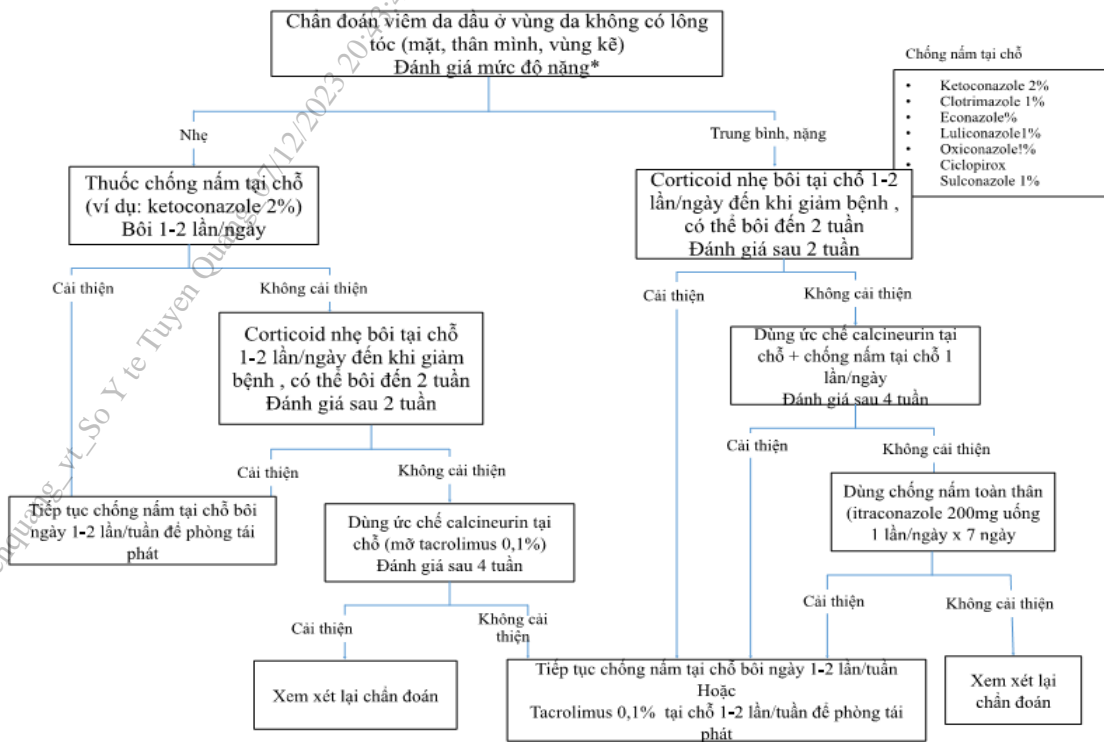 Chẩn đoán viêm da dầu ở vùng da không có lông
tóc (mặt, thân mình, vùng kẽ)
Đánh giá mức độ nặng*
Chống nấm tại chỗ
• Ketoconazole 2%
• Clotrimazole 1%
• Econazole%
• Luliconazole1%
• Oxiconazole!%
• Ciclopirox
Sulconazole 1%
Nhẹ
Trung bình, nặng
Thuốc chống nấm tại chỗ
(ví dụ: ketoconazole 2%)
Bôi 1-2 lần/ngày
Corticoid nhẹ bôi tại chỗ 1-2
lần/ngày đến khi giảm bệnh ,
có thể bôi đến 2 tuần
Đánh giá sau 2 tuần
Cải thiện
Không cải thiện
Cải thiện
Không cải thiện
Corticoid nhẹ bôi tại chỗ
1-2 lần/ngày đến khi giảm
bệnh , có thể bôi đến 2 tuần
Đánh giá sau 2 tuần
Dùng ức chế calcineurin tại
chỗ + chống nấm tại chỗ 1
lần/ngày
Đánh giá sau 4 tuần
Cải thiện
Không cải thiện
Cải thiện
Không cải thiện
Tiếp tục chống nấm tại chỗ bôi
ngày 1-2 lần/tuần để phòng tái
phát
Dùng ức chế calcineurin tại
chỗ (mỡ tacrolimus 0,1%)
Đánh giá sau 4 tuần
Dùng chống nấm toàn thân
(itraconazole 200mg uống
1 lần/ngày x 7 ngày
Cải thiện
Không cải
thiện
Cải thiện
Không cải thiện
Xem xét lại chẩn đoán
Tiếp tục chống nấm tại chỗ bôi ngày 1-2 lần/tuần
Hoặc
Tacrolimus 0,1% tại chỗ 1-2 lần/tuần để phòng tái
phát
Xem xét lại
chẩn đoán
quang_vt_So Y te Tuyen Quang_07/12/2023 20:43: